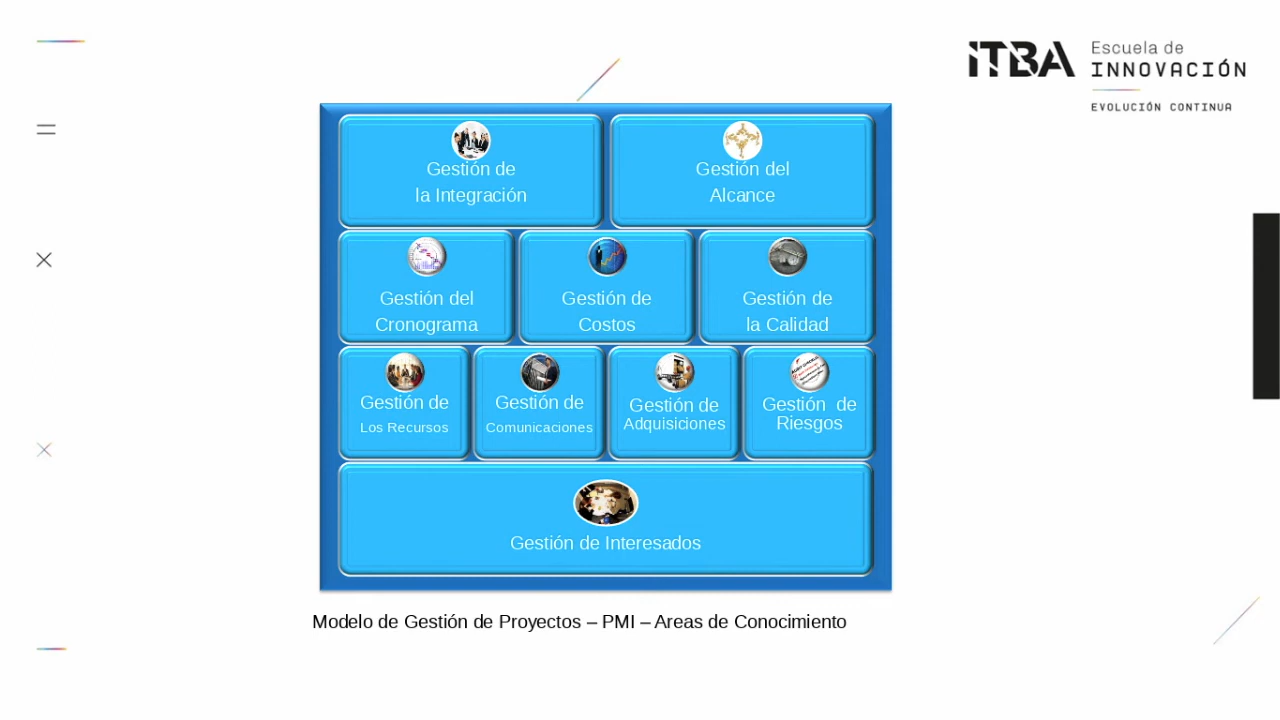 ITBA
Escuela de
INNOVACIÓN
EVOLUCIÓN CONTINUA
Gestión de
la Integración
Gestión del
Alcance
Gestión del
Cronograma
Gestión de
Costos
Gestión de
la Calidad
Gestión de
Los Recursos
Gestión de
Comunicaciones
Gestión de
Adquisiciones
Gestión de
Riesgos
Gestión de Interesados
Modelo de Gestión de Proyectos – PMI – Areas de Conocimiento